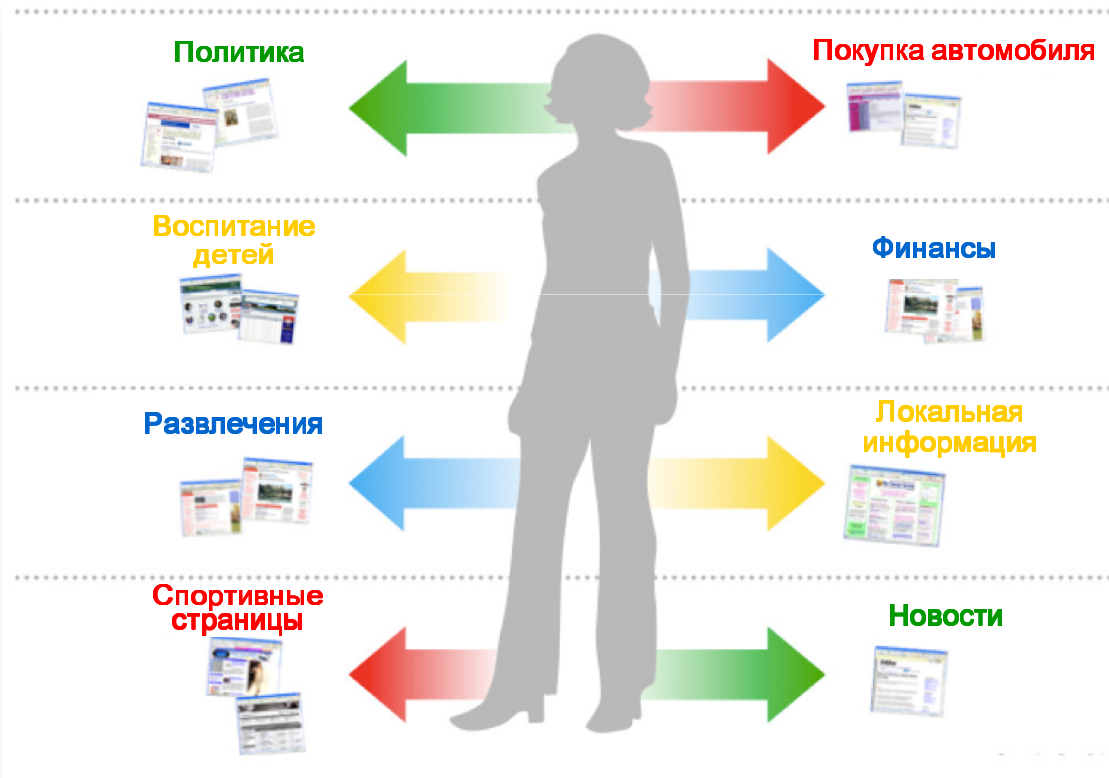 Политика
Покупка автомобиля
Воспитание
детей
Финансы
Развлечения
Локальная
информация
Спортивные
страницы
Новости